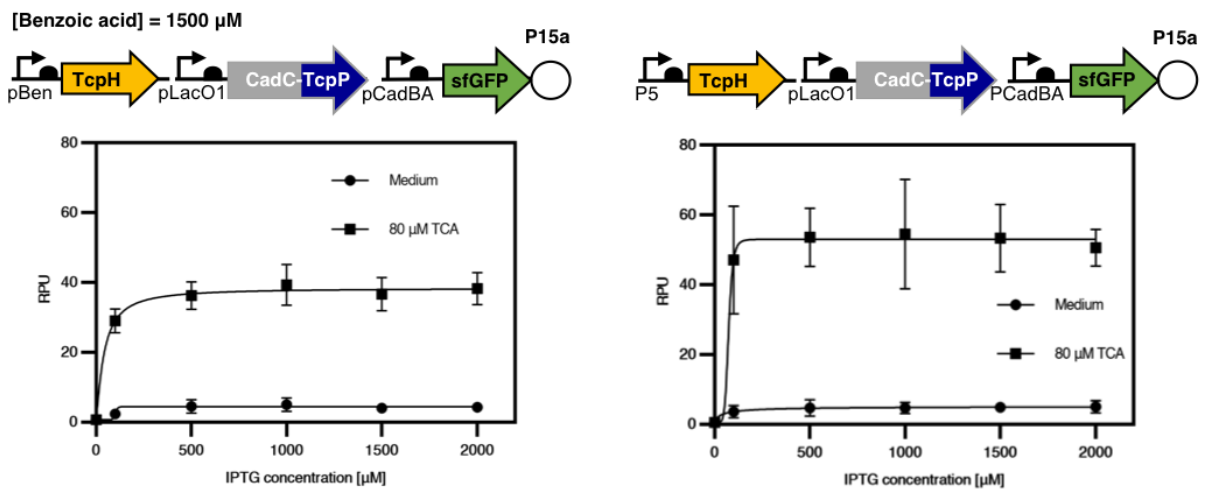 [Benzoic acid] = 1500 µM
P15a
TcpH
CadC-TcpP
sfGFP
pBen
pLacO1
pCadBA
80
60
40
20
0
RPU
Medium
80 µM TCA
0
500
1000
1500
2000
IPTG concentration [µM]
P15a
TcpH
CadC-TcpP
sfGFP
P5
pLacO1
PCadBA
80
60
40
20
0
RPU
Medium
80 µM TCA
0
500
1000
1500
2000
IPTG concentration [µM]